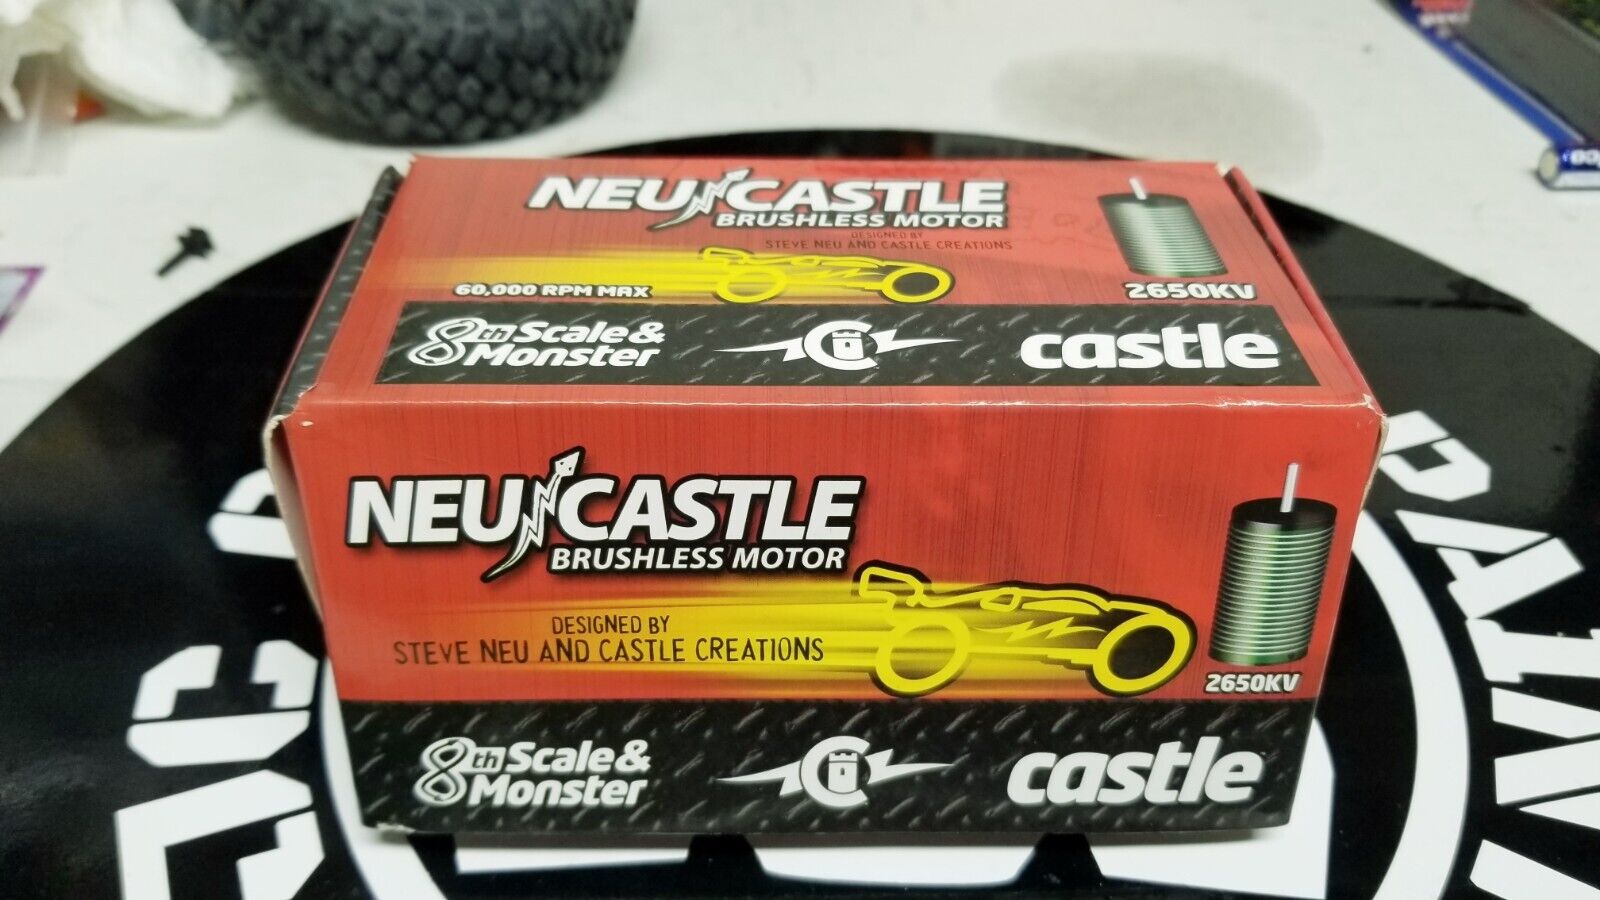 NEU CASTLE
BRUSHLESS MOTOR
DESIGNED BY
STEVE NEU AND CASTLE CREATIONS
60,000 RPM MAX
2650KV
8th Scale &
Monster
castle
NEU CASTLE
BRUSHLESS MOTOR
DESIGNED BY
STEVE NEU AND CASTLE CREATIONS
2650KV
8th Scale &
Monster
castle